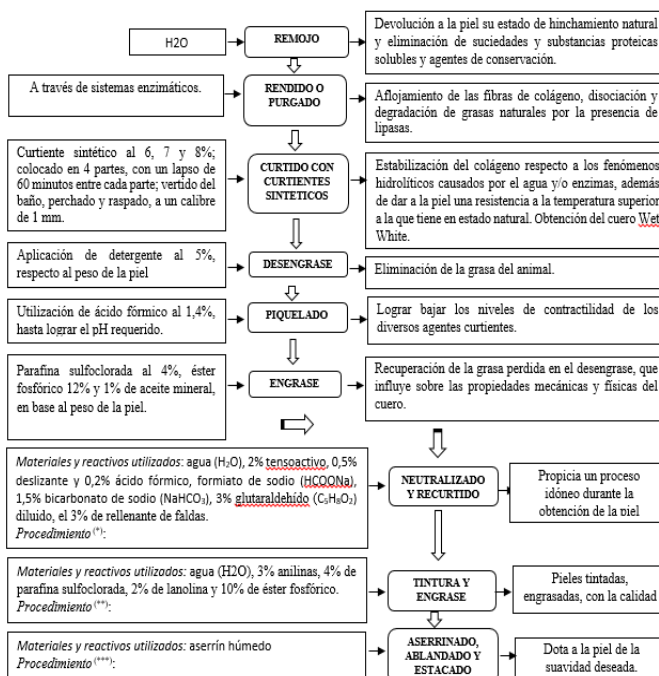 H2O
REMOJO
Devolución a la piel su estado de hinchamiento natural
y eliminación de suciedades y substancias proteicas
solubles y agentes de conservación.
A través de sistemas enzimáticos.
RENDIDO O
PURGADO
Aflojamiento de las fibras de colágeno, disociación y
degradación de grasas naturales por la presencia de
lipasas.
Curtiente sintético al 6, 7 y 8%;
colocado en 4 partes, con un lapso de
60 minutos entre cada parte; vertido del
baño, perchado y raspado, a un calibre
de 1 mm.
CURTIDO CON
CURTIENTES
SINTETICOS
Estabilización del colágeno respecto a los fenómenos
hidrolíticos causados por el agua y/o enzimas, además
de dar a la piel una resistencia a la temperatura superior
a la que tiene en estado natural. Obtención del cuero Wet
White.
Aplicación de detergente al 5%,
respecto al peso de la piel
DESENGRASE
Eliminación de la grasa del animal.
Utilización de ácido fórmico al 1,4%,
hasta lograr el pH requerido.
PIQUELADO
Lograr bajar los niveles de contractilidad de los
diversos agentes curtientes.
Parafina sulfoclorada al 4%, éster
fosfórico 12% y 1% de aceite mineral,
en base al peso de la piel.
ENGRASE
Recuperación de la grasa perdida en el desengrase, que
influye sobre las propiedades mecánicas y físicas del
cuero.
Materiales y reactivos utilizados: agua (H₂O), 2% tensoactivo, 0,5%
deslizante y 0,2% ácido fórmico, formiato de sodio (HCOONa),
1,5% bicarbonato de sodio (NaHCO₃), 3% glutaraldehído (C₅H₈O₂)
diluido, el 3% de rellenante de faldas.
Procedimiento (*):
NEUTRALIZADO
Y RECURTIDO
Propicia un proceso
idóneo durante la
obtención de la piel
Materiales y reactivos utilizados: agua (H2O), 3% anilinas, 4% de
parafina sulfoclorada, 2% de lanolina y 10% de éster fosfórico.
Procedimiento (**):
TINTURA Y
ENGRASE
Pieles tintadas,
engrasadas, con la calidad
Materiales y reactivos utilizados: aserrín húmedo
Procedimiento (***):
ASERRINADO,
ABLANDADO Y
ESTACADO
Dota a la piel de la
suavidad deseada.